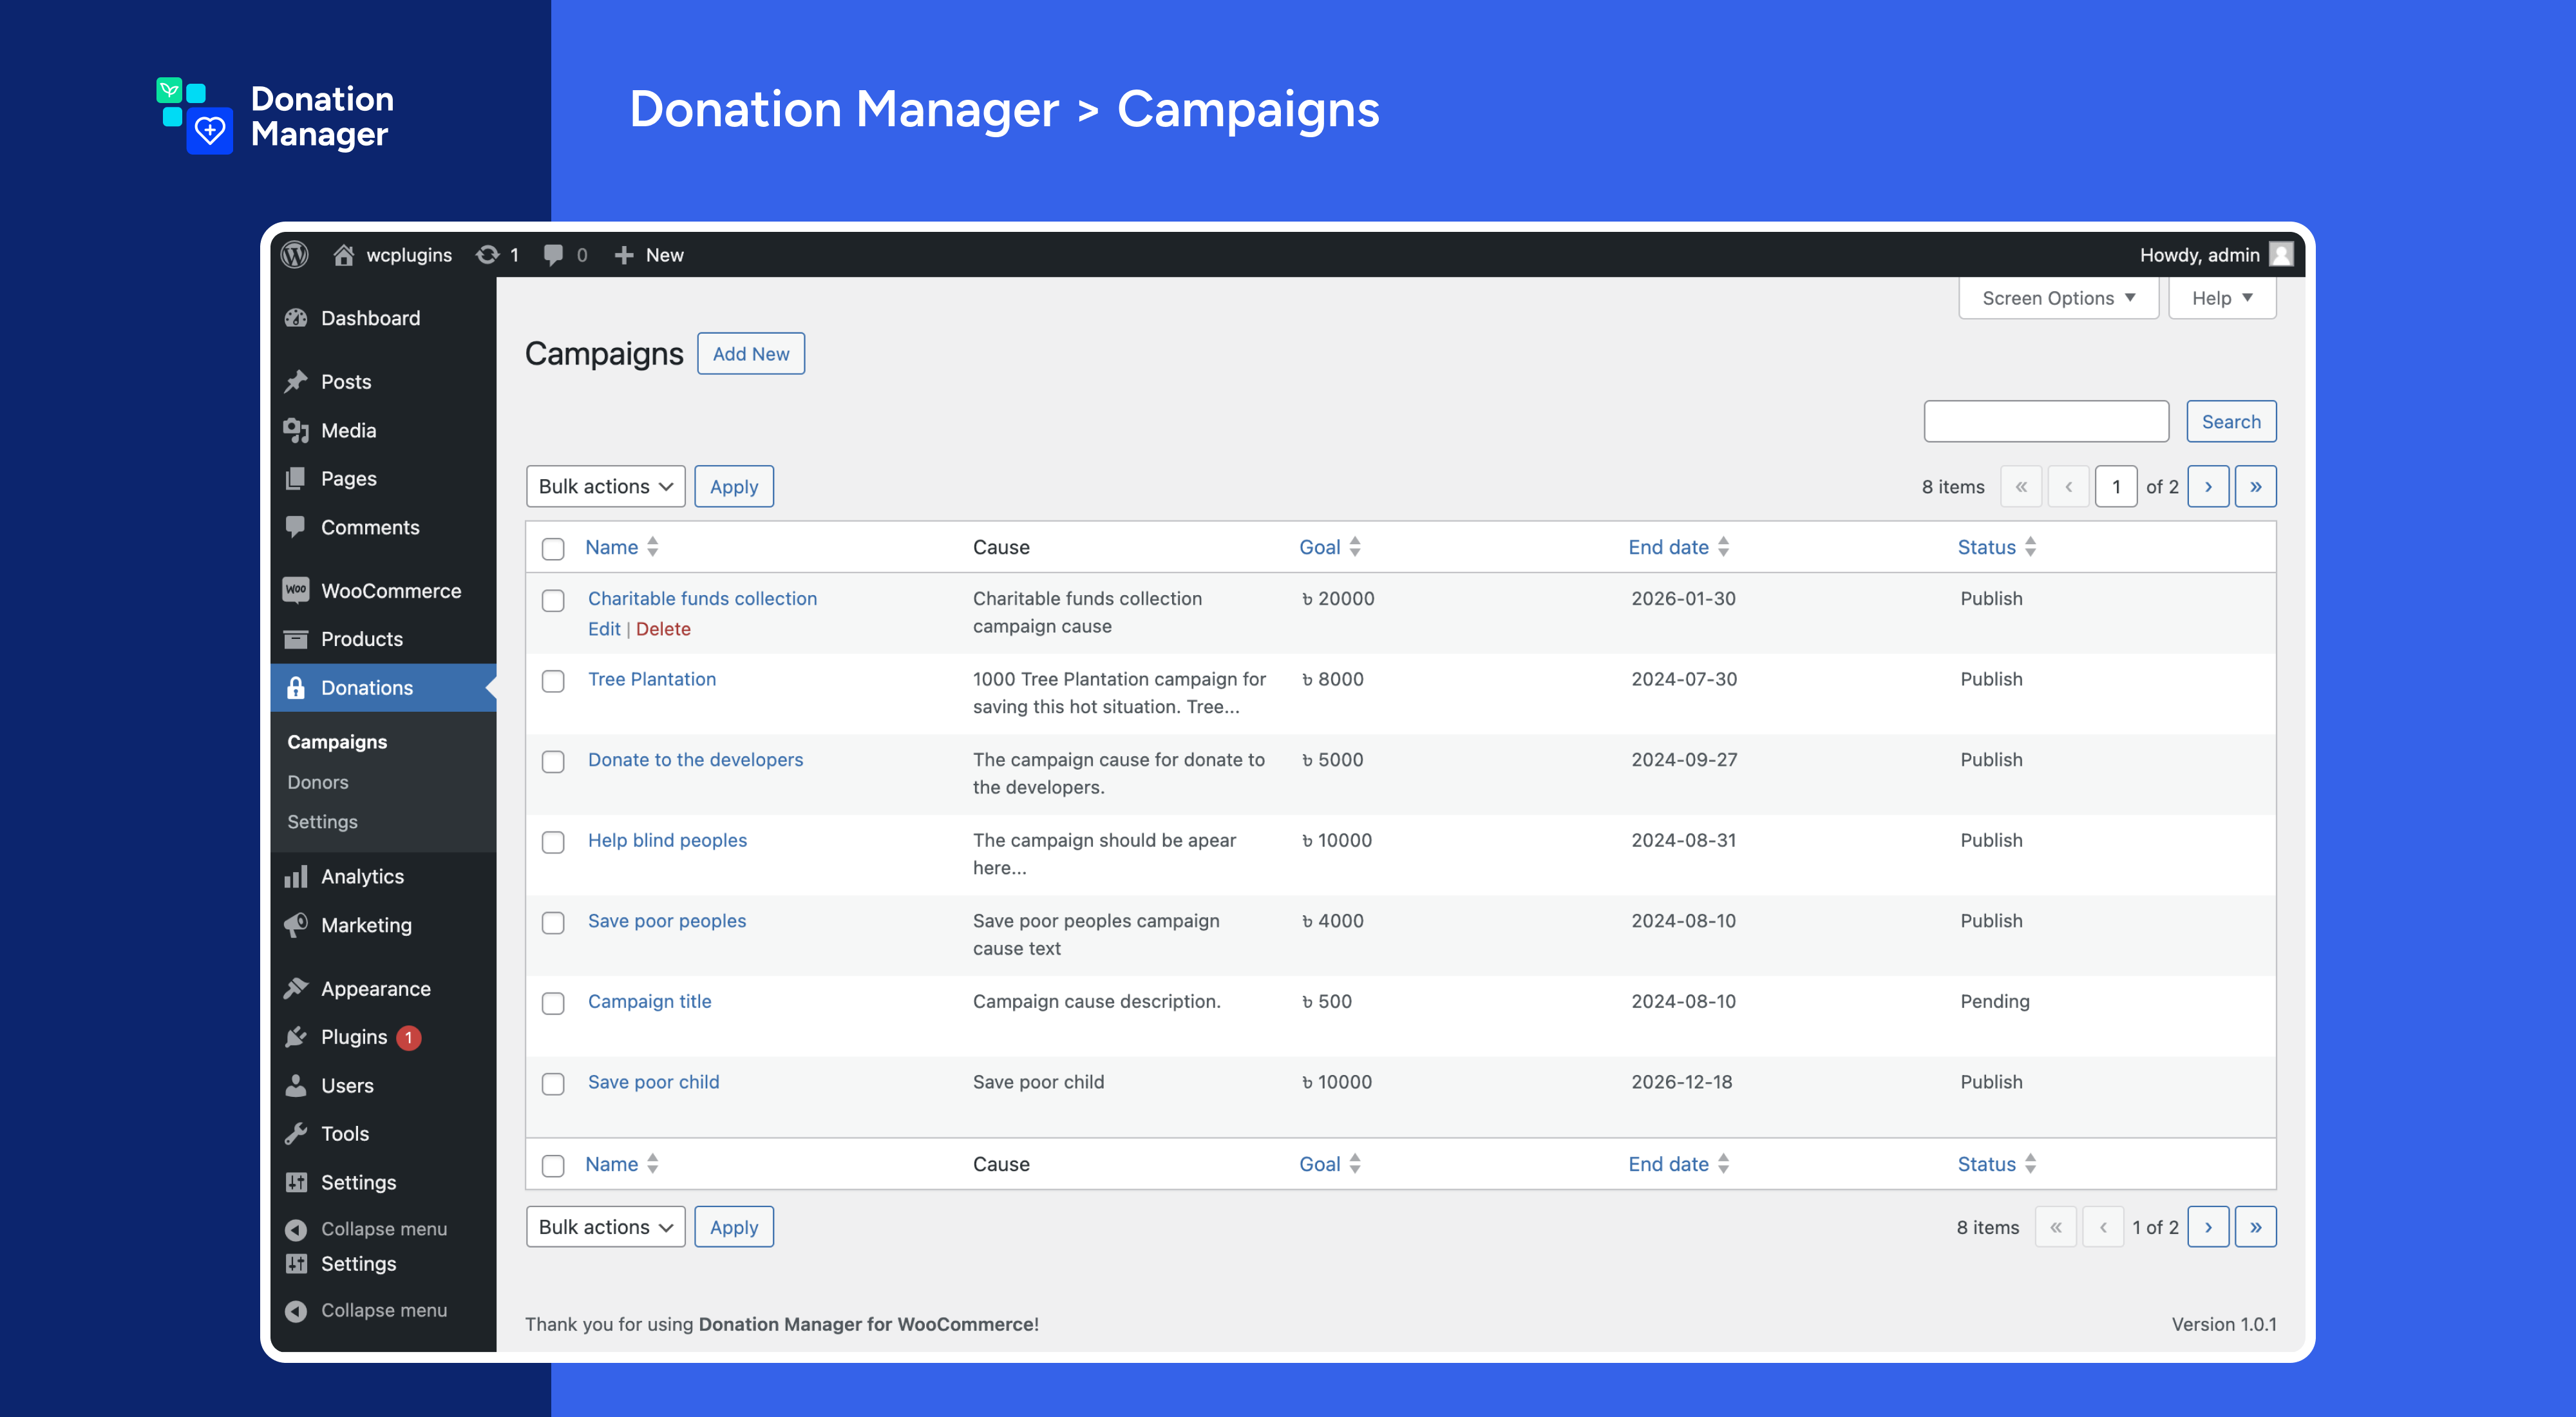 Donation
Manager
Donation Manager > Campaigns
wcplugins 1 0 New
Howdy, admin
Dashboard
Posts
Media
Pages
Comments
Woo WooCommerce
Products
Donations
Campaigns
Donors
Settings
Analytics
Marketing
Appearance
Plugins 1
Users
Tools
Settings
Collapse menu
Settings
Collapse menu
Screen Options ▼ Help ▼
Campaigns Add New
Search
Bulk actions Apply
8 items « ‹ 1 of 2 › »
Name Cause Goal End date Status
Charitable funds collection
Edit | Delete
Charitable funds collection
campaign cause
৳ 20000
2026-01-30
Publish
Tree Plantation
1000 Tree Plantation campaign for
saving this hot situation. Tree...
৳ 8000
2024-07-30
Publish
Donate to the developers
The campaign cause for donate to
the developers.
৳ 5000
2024-09-27
Publish
Help blind peoples
The campaign should be apear
here...
৳ 10000
2024-08-31
Publish
Save poor peoples
Save poor peoples campaign
cause text
৳ 4000
2024-08-10
Publish
Campaign title
Campaign cause description.
৳ 500
2024-08-10
Pending
Save poor child
Save poor child
৳ 10000
2026-12-18
Publish
Name Cause Goal End date Status
Bulk actions Apply
8 items « ‹ 1 of 2 › »
Thank you for using Donation Manager for WooCommerce!
Version 1.0.1